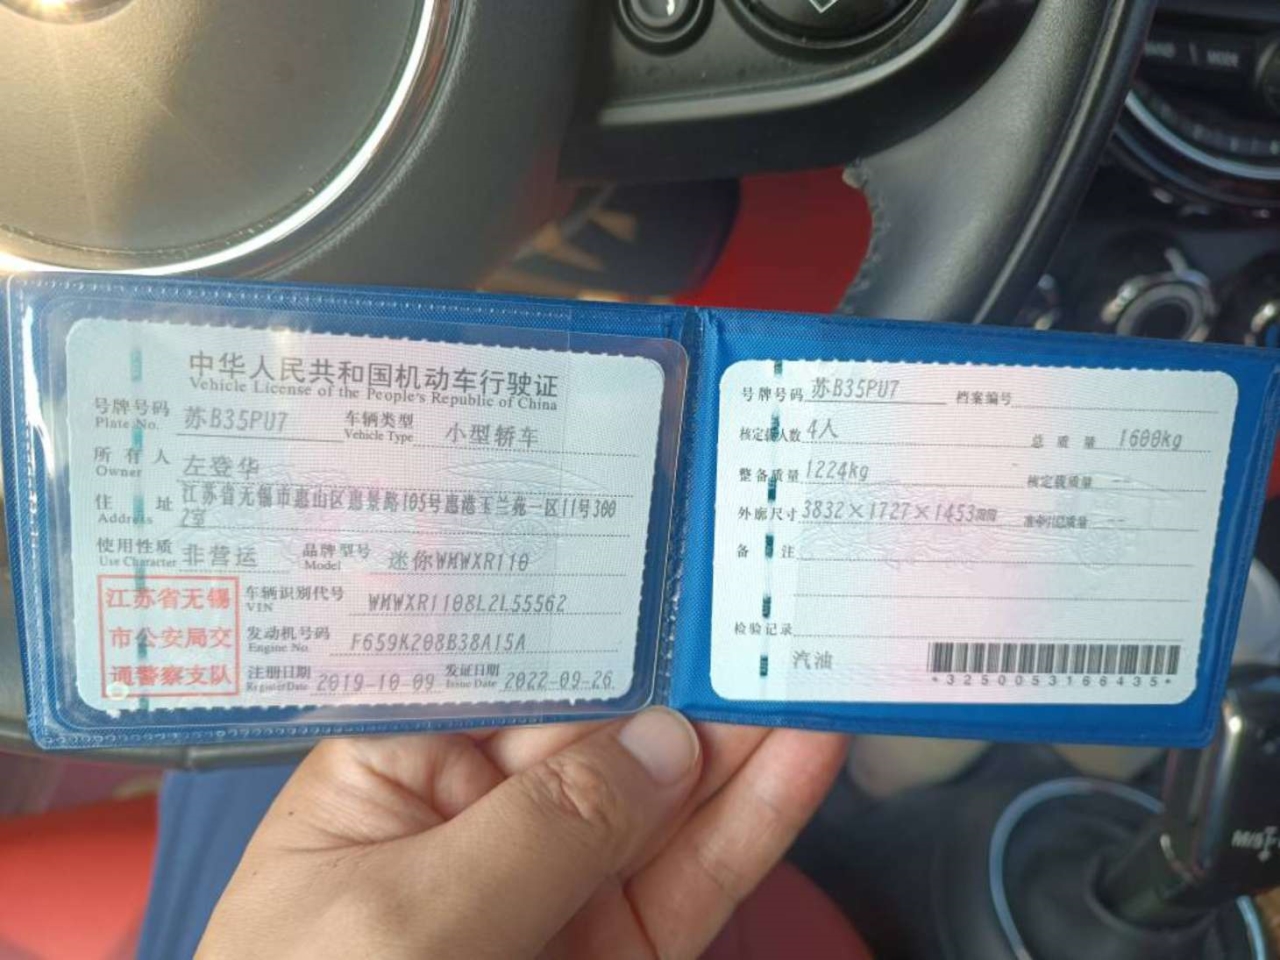 中华人民共和国机动车行驶证
Vehicle License of the People's Republic of China
号牌号码 苏B35PU7 车辆类型 小型轿车
Plate No. Vehicle Type
所有人 左登华
Owner
住址 江苏省无锡市惠山区惠景路105号惠港玉兰苑一区11号300
Address 2室
使用性质 非营运 品牌型号 迷你WMWXR110
Use Character Model
江苏省无锡
市公安局交
通警察支队
车辆识别代号 WMWXR1108L2L55562
VIN
发动机号码 F659K208B38A15A
Engine No.
注册日期 2019-10-09 发证日期 2022-09-26
Register Date Issue Date
号牌号码 苏B35PU7 档案编号
核定载人数 4人 总质量 1600kg
整备质量 1224kg 核定载质量 --
外廓尺寸 3832×1727×1453mm 准牵引总质量 --
备注
检验记录
汽油
*3250053166435*
MODE
M/S